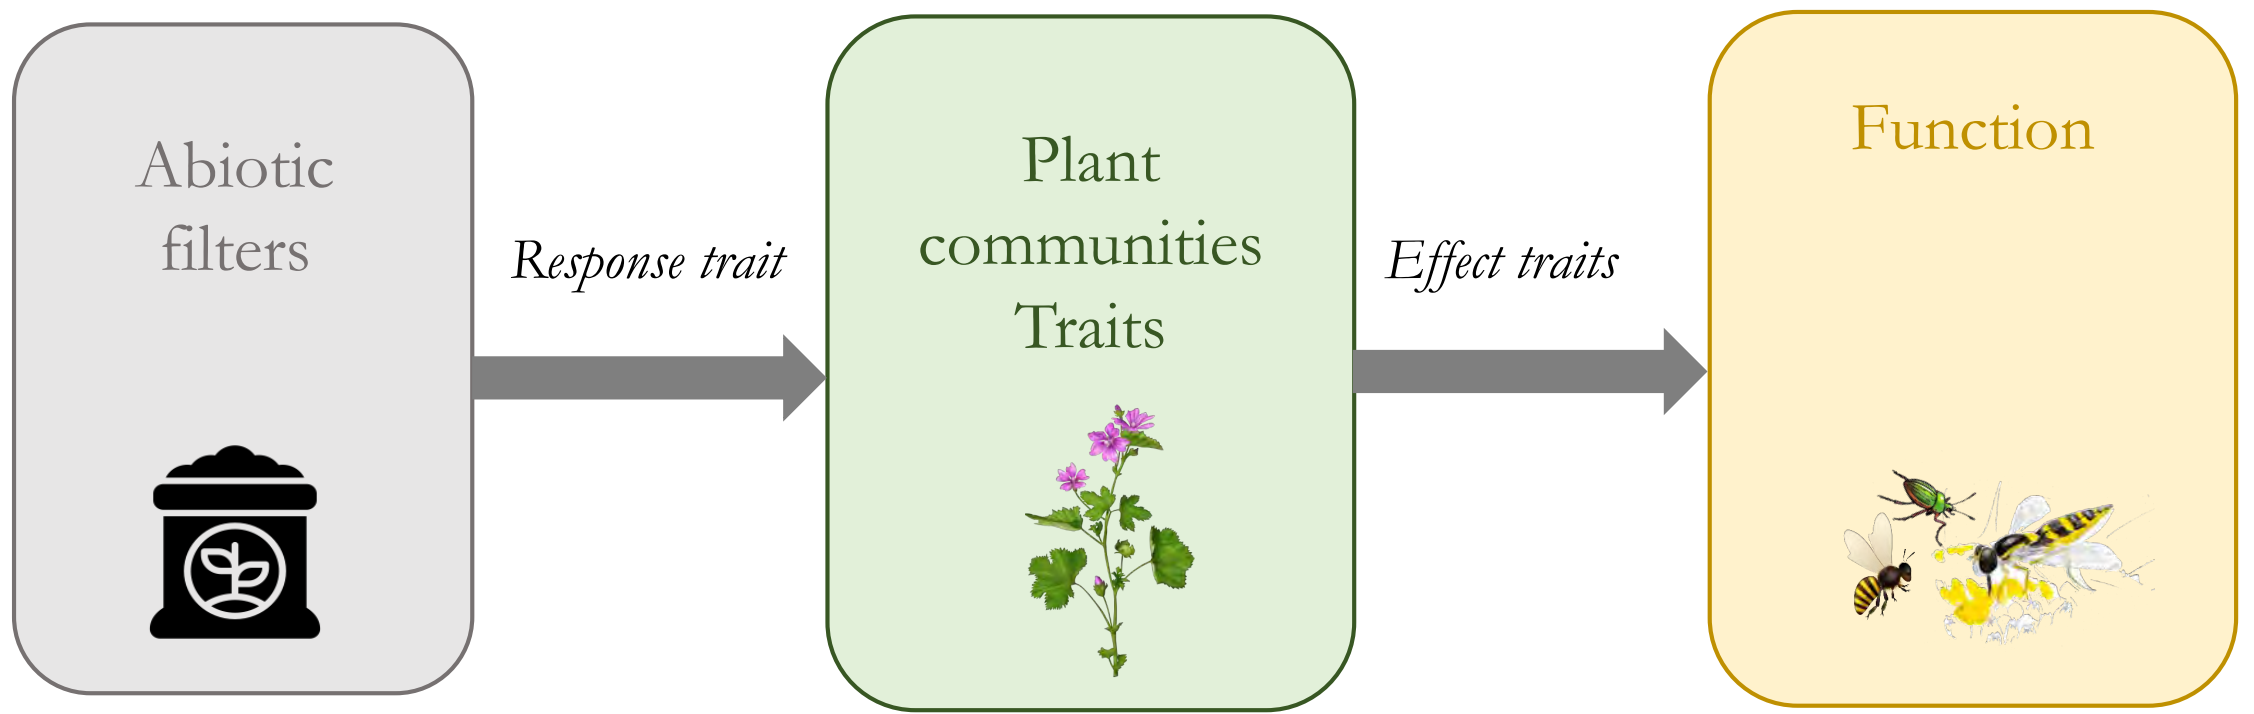 Abiotic
filters
Response trait
Plant
communities
Traits
Effect traits
Function